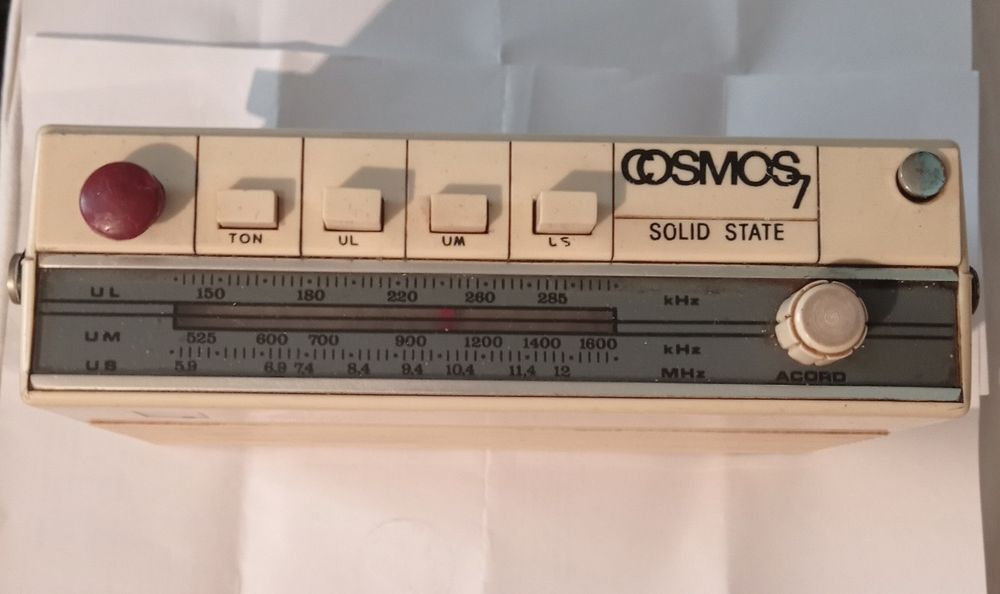 COSMOS 7
SOLID STATE
TON UL UM LS
UL 150 180 220 260 285 kHz
UM 525 600 700 900 1200 1400 1600 kHz
US 5.9 6.9 7.4 8.4 9.4 10.4 11,4 12 MHz
ACORD